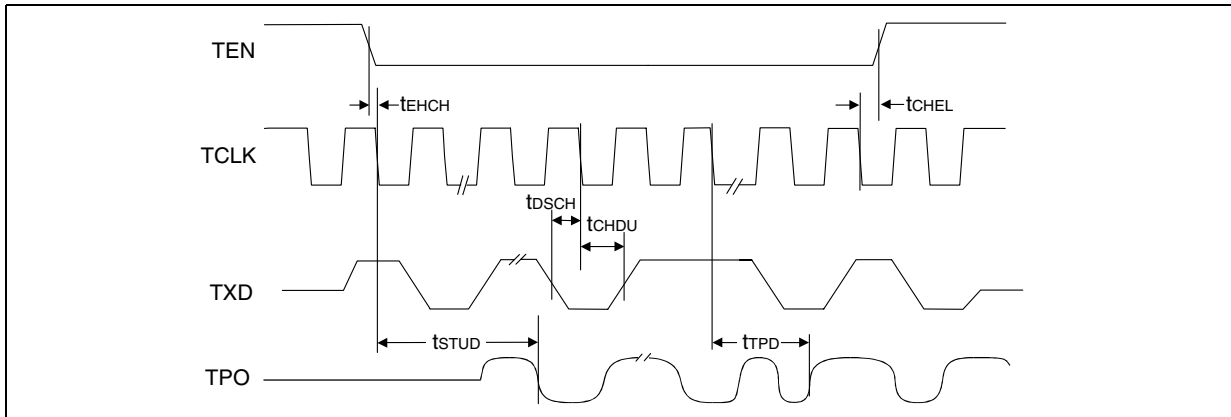 TEN
tEHCH
tCHEL
TCLK
tDSCH
tCHDU
TXD
tSTUD
tTPD
TPO